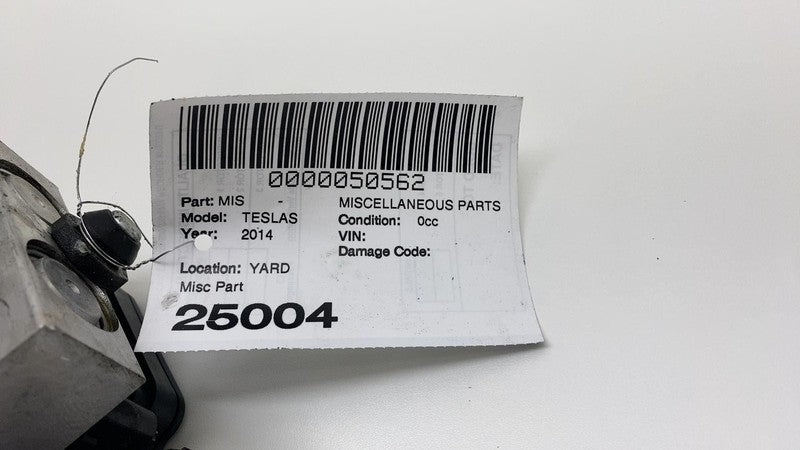 0000050562
Part: MIS - MISCELLANEOUS PARTS
Model: TESLAS Condition: 0cc
Year: 2014 VIN:
Damage Code:
Location: YARD
Misc Part
25004